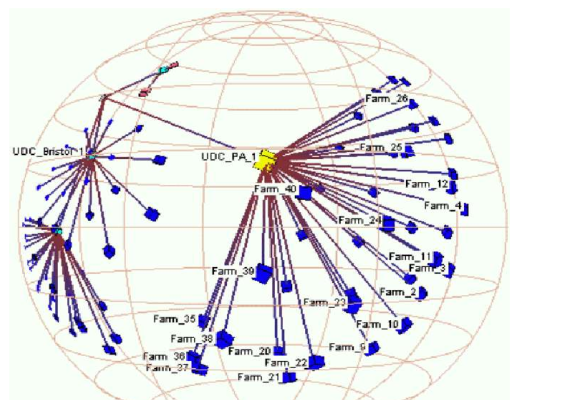 Farm_26
UDC_Bristol-1
UDC_PA_1
Farm_25
Farm_40
Farm_12
Farm_4
Farm_24
Farm_11
Farm_3
Farm_39
Farm_2
Farm_23
Farm_35
Farm_10
Farm_38
Farm_9
Farm_20
Farm_36
Farm_22
Farm_37
Farm_21